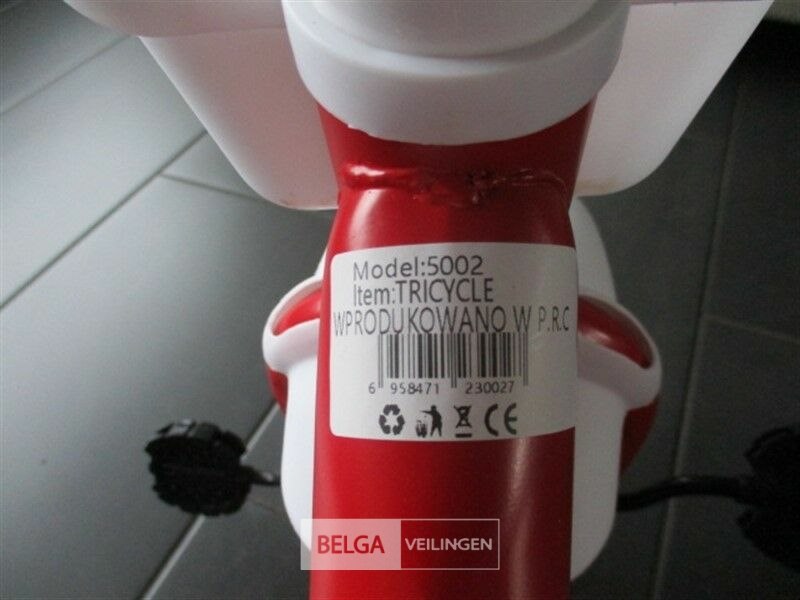 Model:5002
Item:TRICYCLE
WPRODUKOWANO W P.R.C
6 958471 230027
CE
BELGA VEILINGEN